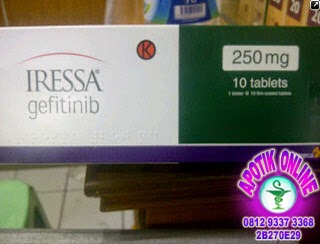 IRESSA®
gefitinib
K
250 mg
10 tablets
APOTIK ONLINE
0812 9337 3368
2B270E29